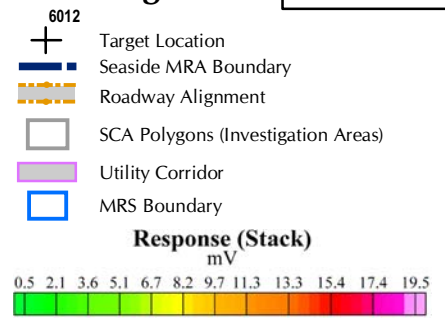 6012
Target Location
Seaside MRA Boundary
Roadway Alignment
SCA Polygons (Investigation Areas)
Utility Corridor
MRS Boundary
Response (Stack)
mV
0.5 2.1 3.6 5.1 6.7 8.2 9.7 11.3 13.3 15.4 17.4 19.5